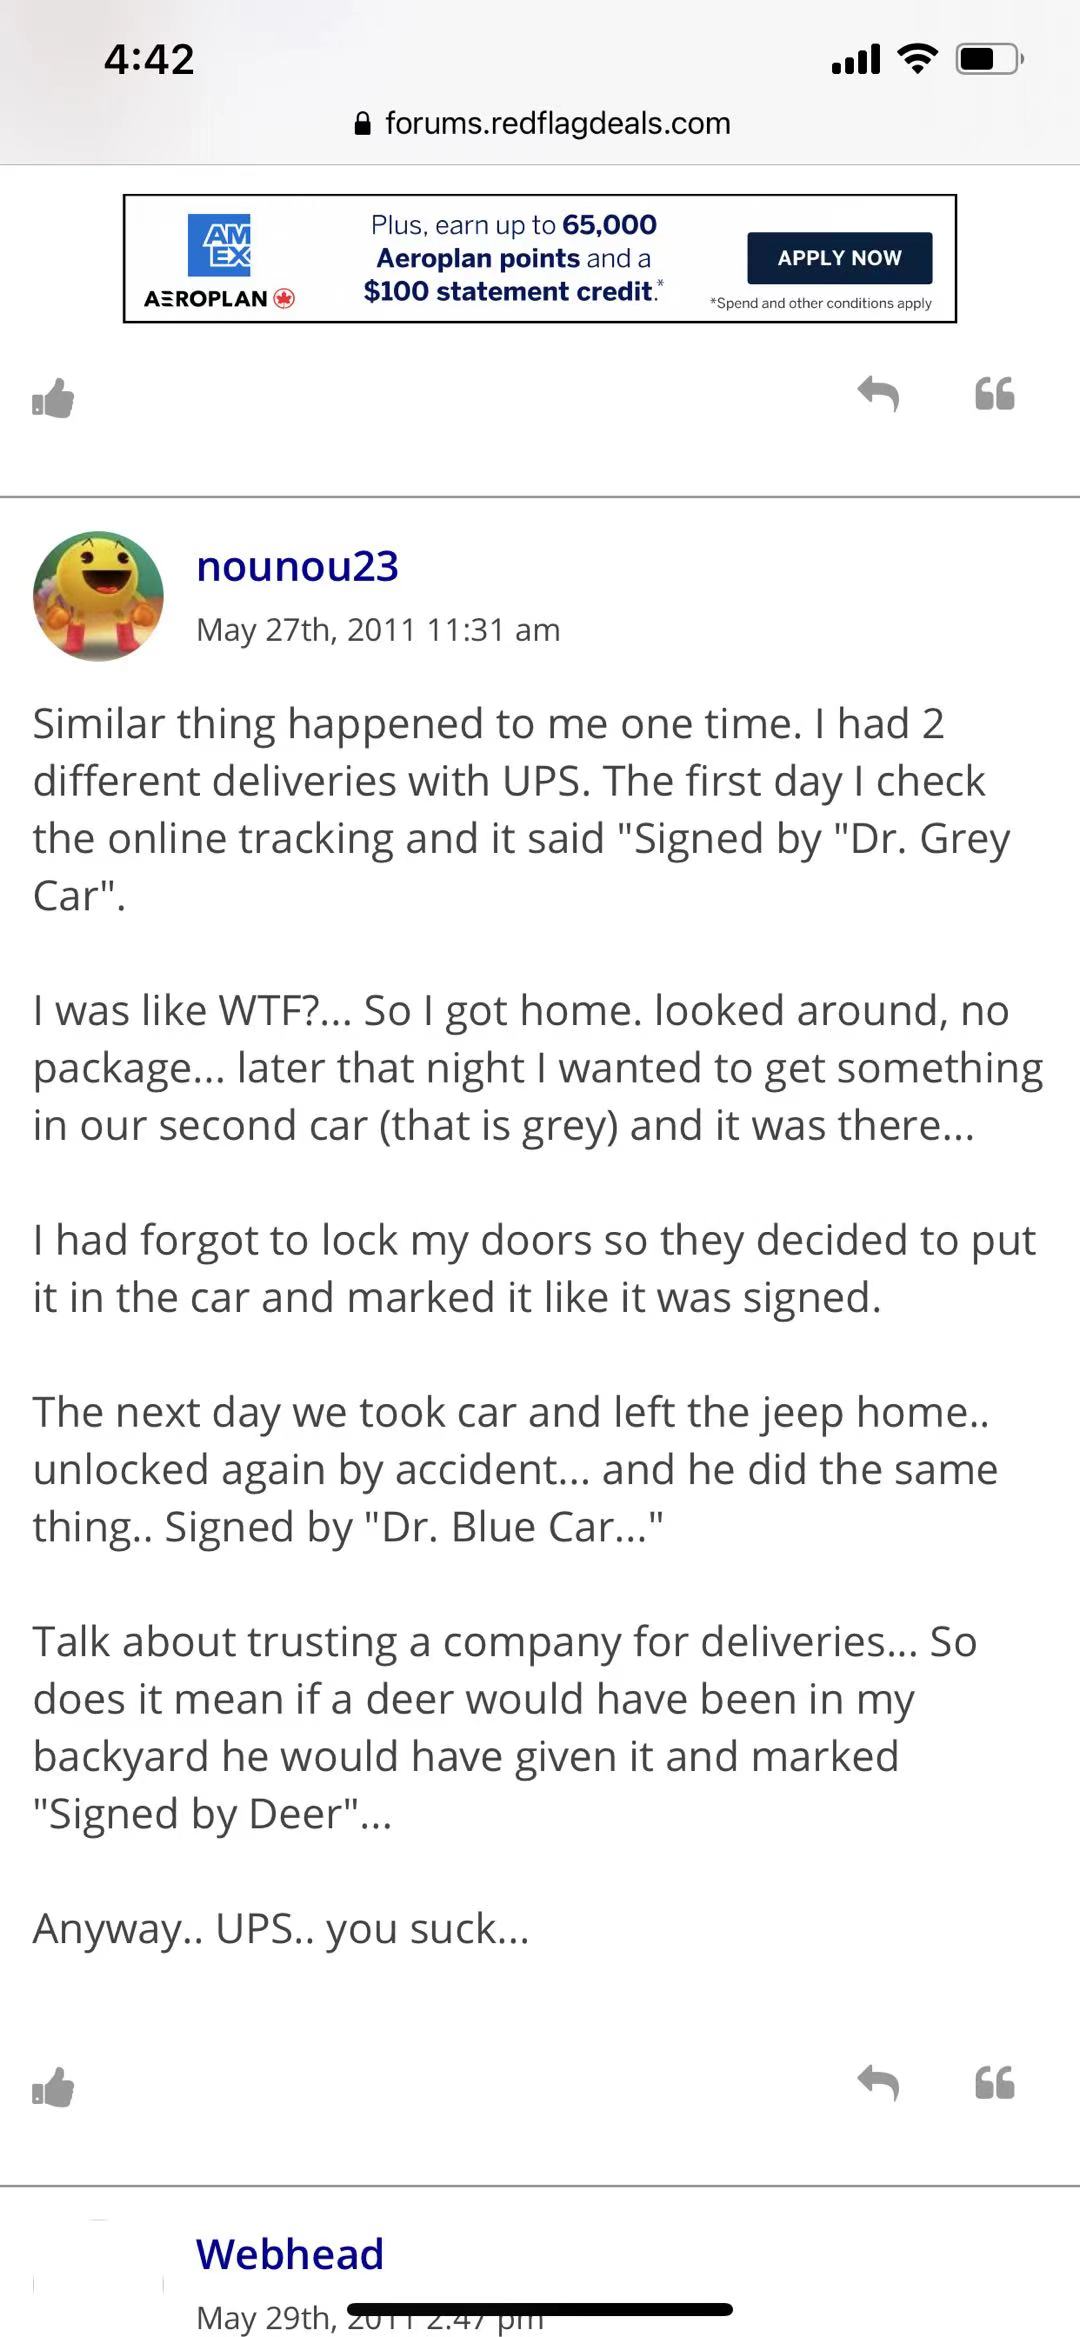 4:42
forums.redflagdeals.com
AM
EX
AEROPLAN
Plus, earn up to 65,000
Aeroplan points and a
$100 statement credit.*
APPLY NOW
*Spend and other conditions apply
nounou23
May 27th, 2011 11:31 am
Similar thing happened to me one time. I had 2
different deliveries with UPS. The first day I check
the online tracking and it said "Signed by "Dr. Grey
Car".
I was like WTF?... So I got home. looked around, no
package... later that night I wanted to get something
in our second car (that is grey) and it was there...
I had forgot to lock my doors so they decided to put
it in the car and marked it like it was signed.
The next day we took car and left the jeep home..
unlocked again by accident... and he did the same
thing.. Signed by "Dr. Blue Car..."
Talk about trusting a company for deliveries... So
does it mean if a deer would have been in my
backyard he would have given it and marked
"Signed by Deer"...
Anyway.. UPS.. you suck...
Webhead
May 29th, 2011 2:47 pm